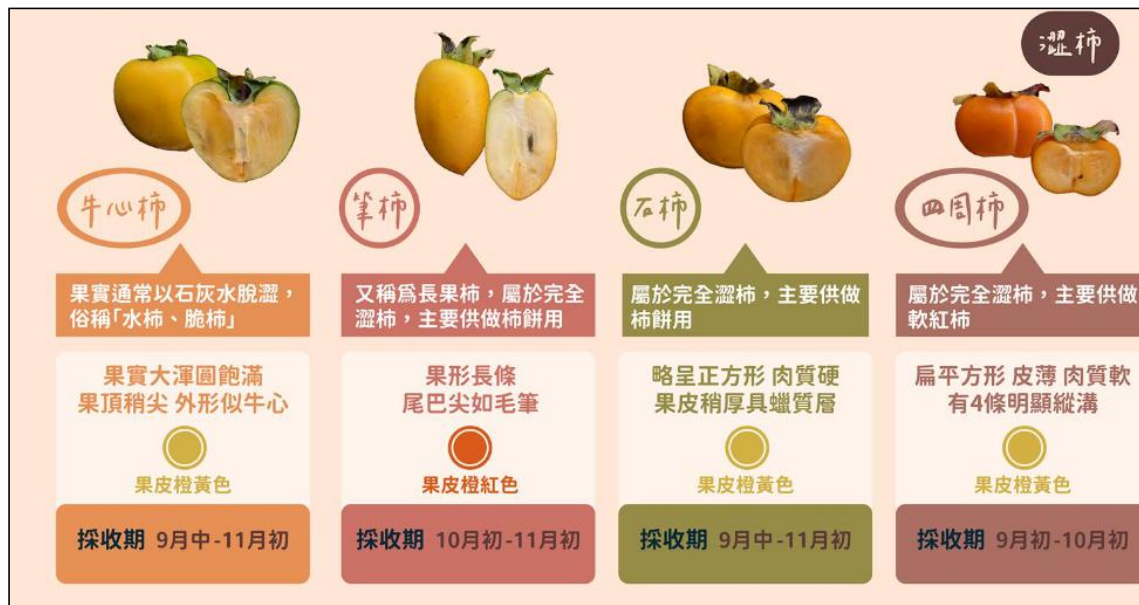 澀柿
牛心柿
果實通常以石灰水脫澀，
俗稱「水柿、脆柿」
果實大渾圓飽滿
果頂稍尖 外形似牛心
果皮橙黃色
採收期 9月中-11月初
筆柿
又稱為長果柿，屬於完全
澀柿，主要供做柿餅用
果形長條
尾巴尖如毛筆
果皮橙紅色
採收期 10月初-11月初
石柿
屬於完全澀柿，主要供做
柿餅用
略呈正方形 肉質硬
果皮稍厚具蠟質層
果皮橙黃色
採收期 9月中-11月初
四周柿
屬於完全澀柿，主要供做
軟紅柿
扁平方形 皮薄 肉質軟
有4條明顯縱溝
果皮橙黃色
採收期 9月初-10月初